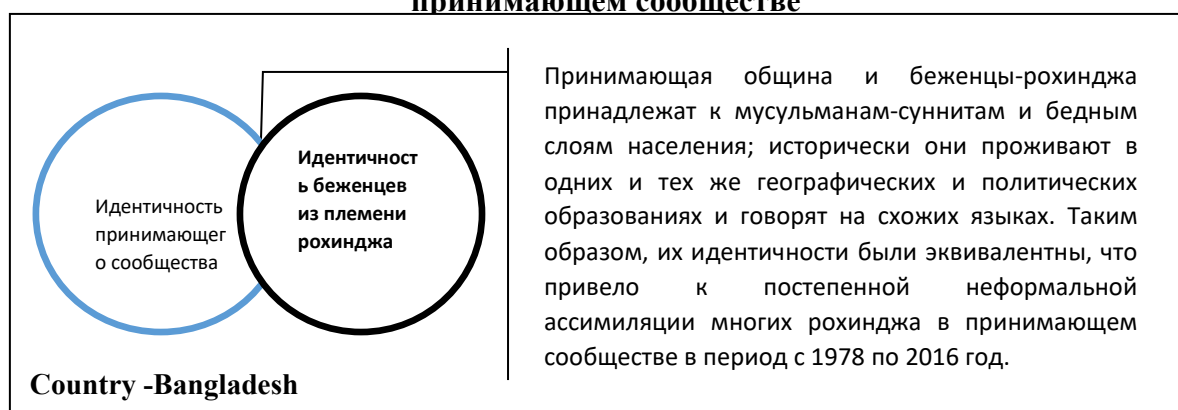 принимающем сообществе
Идентичность
принимающег
о сообщества
Идентичност
ь беженцев
из племени
рохинджа
Country -Bangladesh
Принимающая община и беженцы-рохинджа
принадлежат к мусульманам-суннитам и бедным
слоям населения; исторически они проживают в
одних и тех же географических и политических
образованиях и говорят на схожих языках. Таким
образом, их идентичности были эквивалентны, что
привело к постепенной неформальной
ассимиляции многих рохинджа в принимающем
сообществе в период с 1978 по 2016 год.